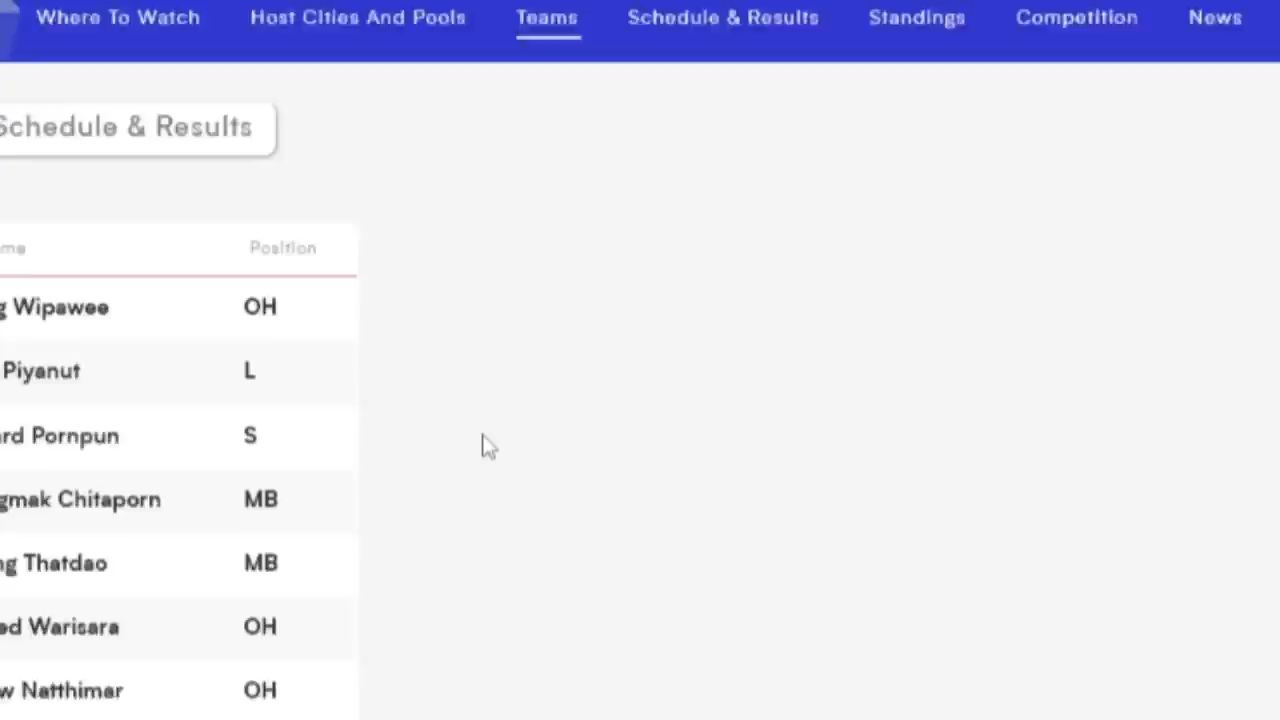 Where To Watch Host Cities And Pools Teams Schedule & Results Standings Competition News
Schedule & Results
Position
Wipawee OH
Piyanut L
Pornpun S
Chitaporn MB
Thatdao MB
Warisara OH
Natthimar OH